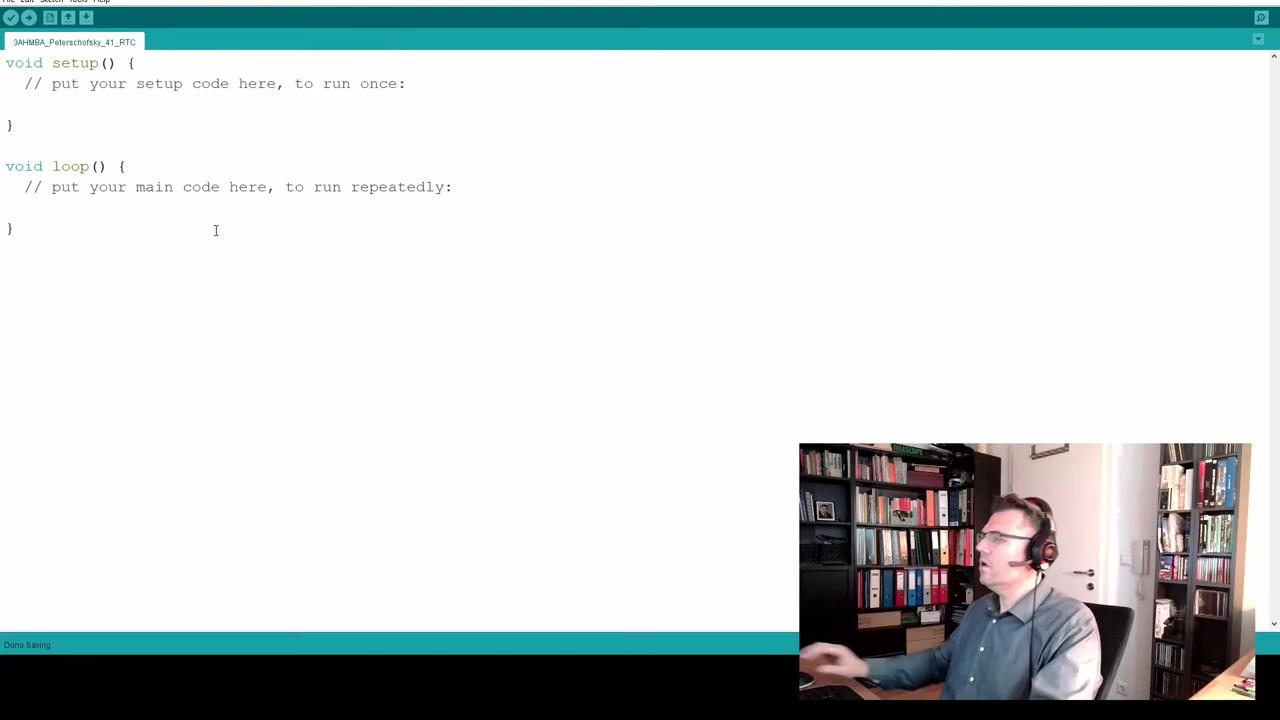 File Edit Sketch Tools Help
3AHMBA_Peterschofsky_41_RTC
void setup() {
  // put your setup code here, to run once:
}
void loop() {
  // put your main code here, to run repeatedly:
}
Done Saving.